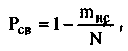 Pсв = 1 − mнс/N,